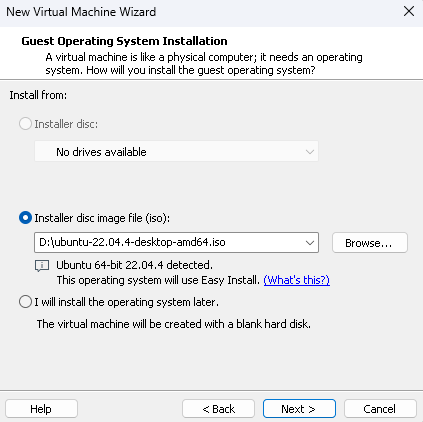 New Virtual Machine Wizard
Guest Operating System Installation
A virtual machine is like a physical computer; it needs an operating
system. How will you install the guest operating system?
Install from:
Installer disc:
No drives available
Installer disc image file (iso):
D:\ubuntu-22.04.4-desktop-amd64.iso
Browse...
Ubuntu 64-bit 22.04.4 detected.
This operating system will use Easy Install. (What's this?)
I will install the operating system later.
The virtual machine will be created with a blank hard disk.
Help
< Back
Next >
Cancel